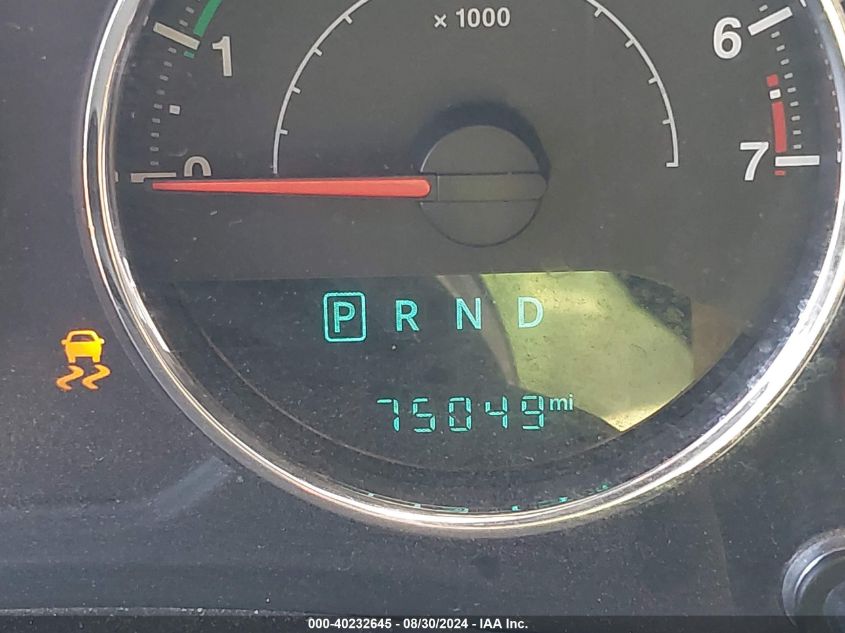 x 1000
6
1
0
7
P R N D
75049 mi
000-40232645 - 08/30/2024 - IAA Inc.